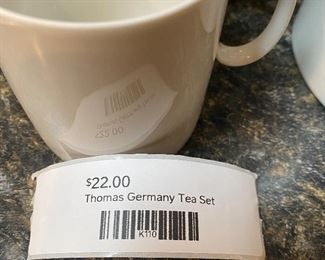 $22.00
Thomas Germany Tea Set
K110